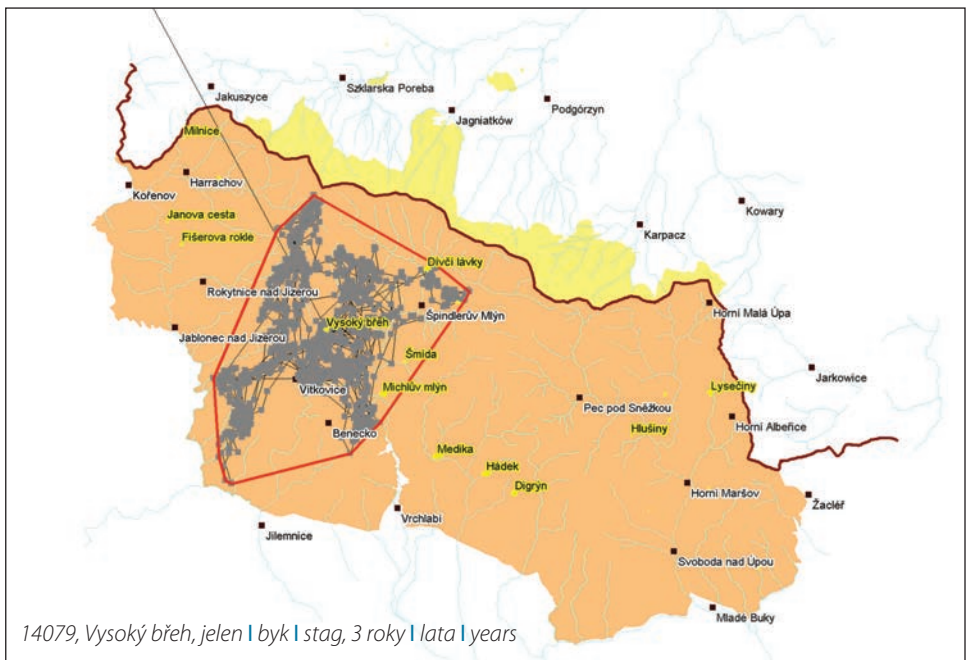 Szklarska Poreba
Jakuszyce
Podgórzyn
Jagniatków
Milnice
Harrachov
Kořenov
Kowary
Janova cesta
Karpacz
Fišerova rokle
Dívčí lávky
Rokytnice nad Jizerou
Špindlerův Mlýn
Horní Malá Úpa
Vysoký břeh
Jablonec nad Jizerou
Šmída
Jarkowice
Vítkovice
Michlův mlýn
Lysečiny
Pec pod Sněžkou
Benecko
Hlušiny
Horní Albeřice
Medika
Hádek
Digrýn
Horní Maršov
Žacléř
Vrchlabí
Jilemnice
Svoboda nad Úpou
Mladé Buky
14079, Vysoký břeh, jelen I byk I stag, 3 roky I lata I years